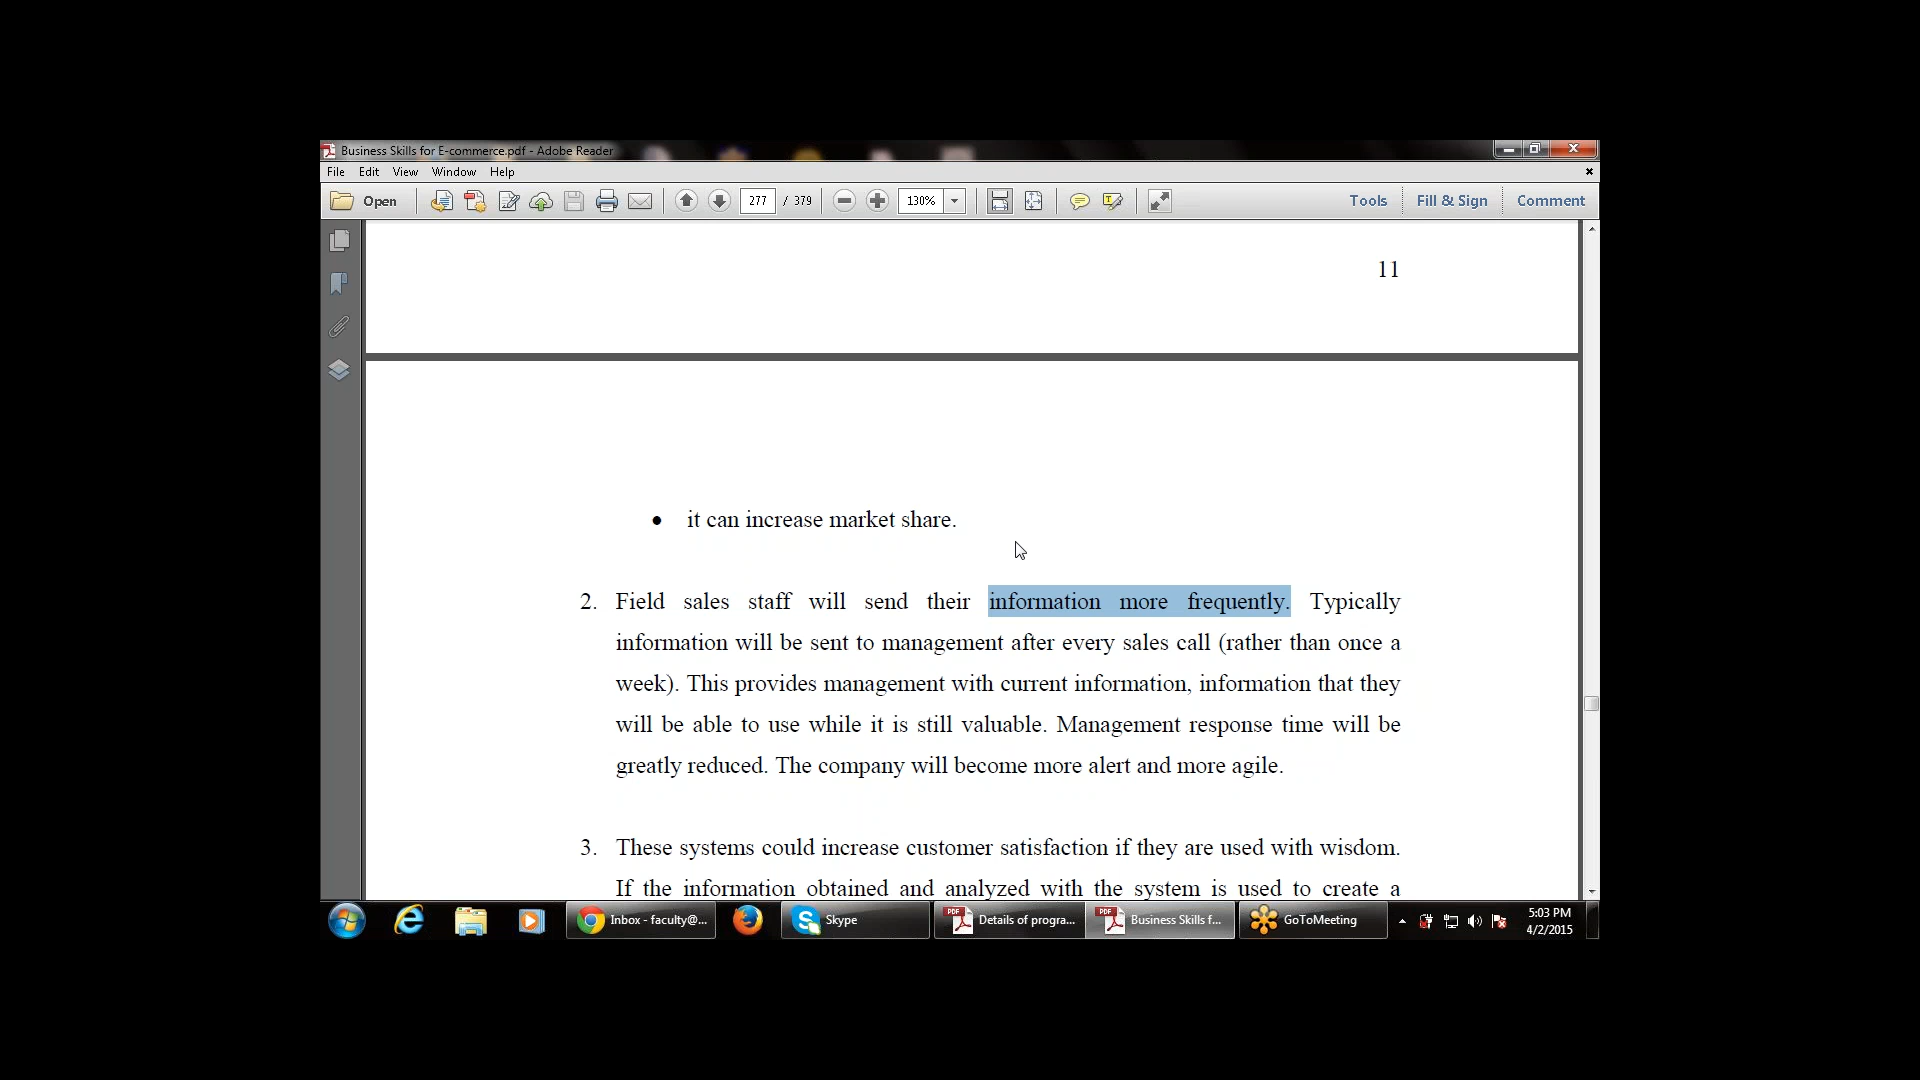 Business Skills for E-commerce.pdf - Adobe Reader
File Edit View Window Help
Open 277 / 379 130% Tools Fill & Sign Comment
11
• it can increase market share.
2. Field sales staff will send their information more frequently. Typically
information will be sent to management after every sales call (rather than once a
week). This provides management with current information, information that they
will be able to use while it is still valuable. Management response time will be
greatly reduced. The company will become more alert and more agile.
3. These systems could increase customer satisfaction if they are used with wisdom.
If the information obtained and analyzed with the system is used to create a
Inbox - faculty@... Skype Details of progra... Business Skills f... GoToMeeting
5:03 PM
4/2/2015